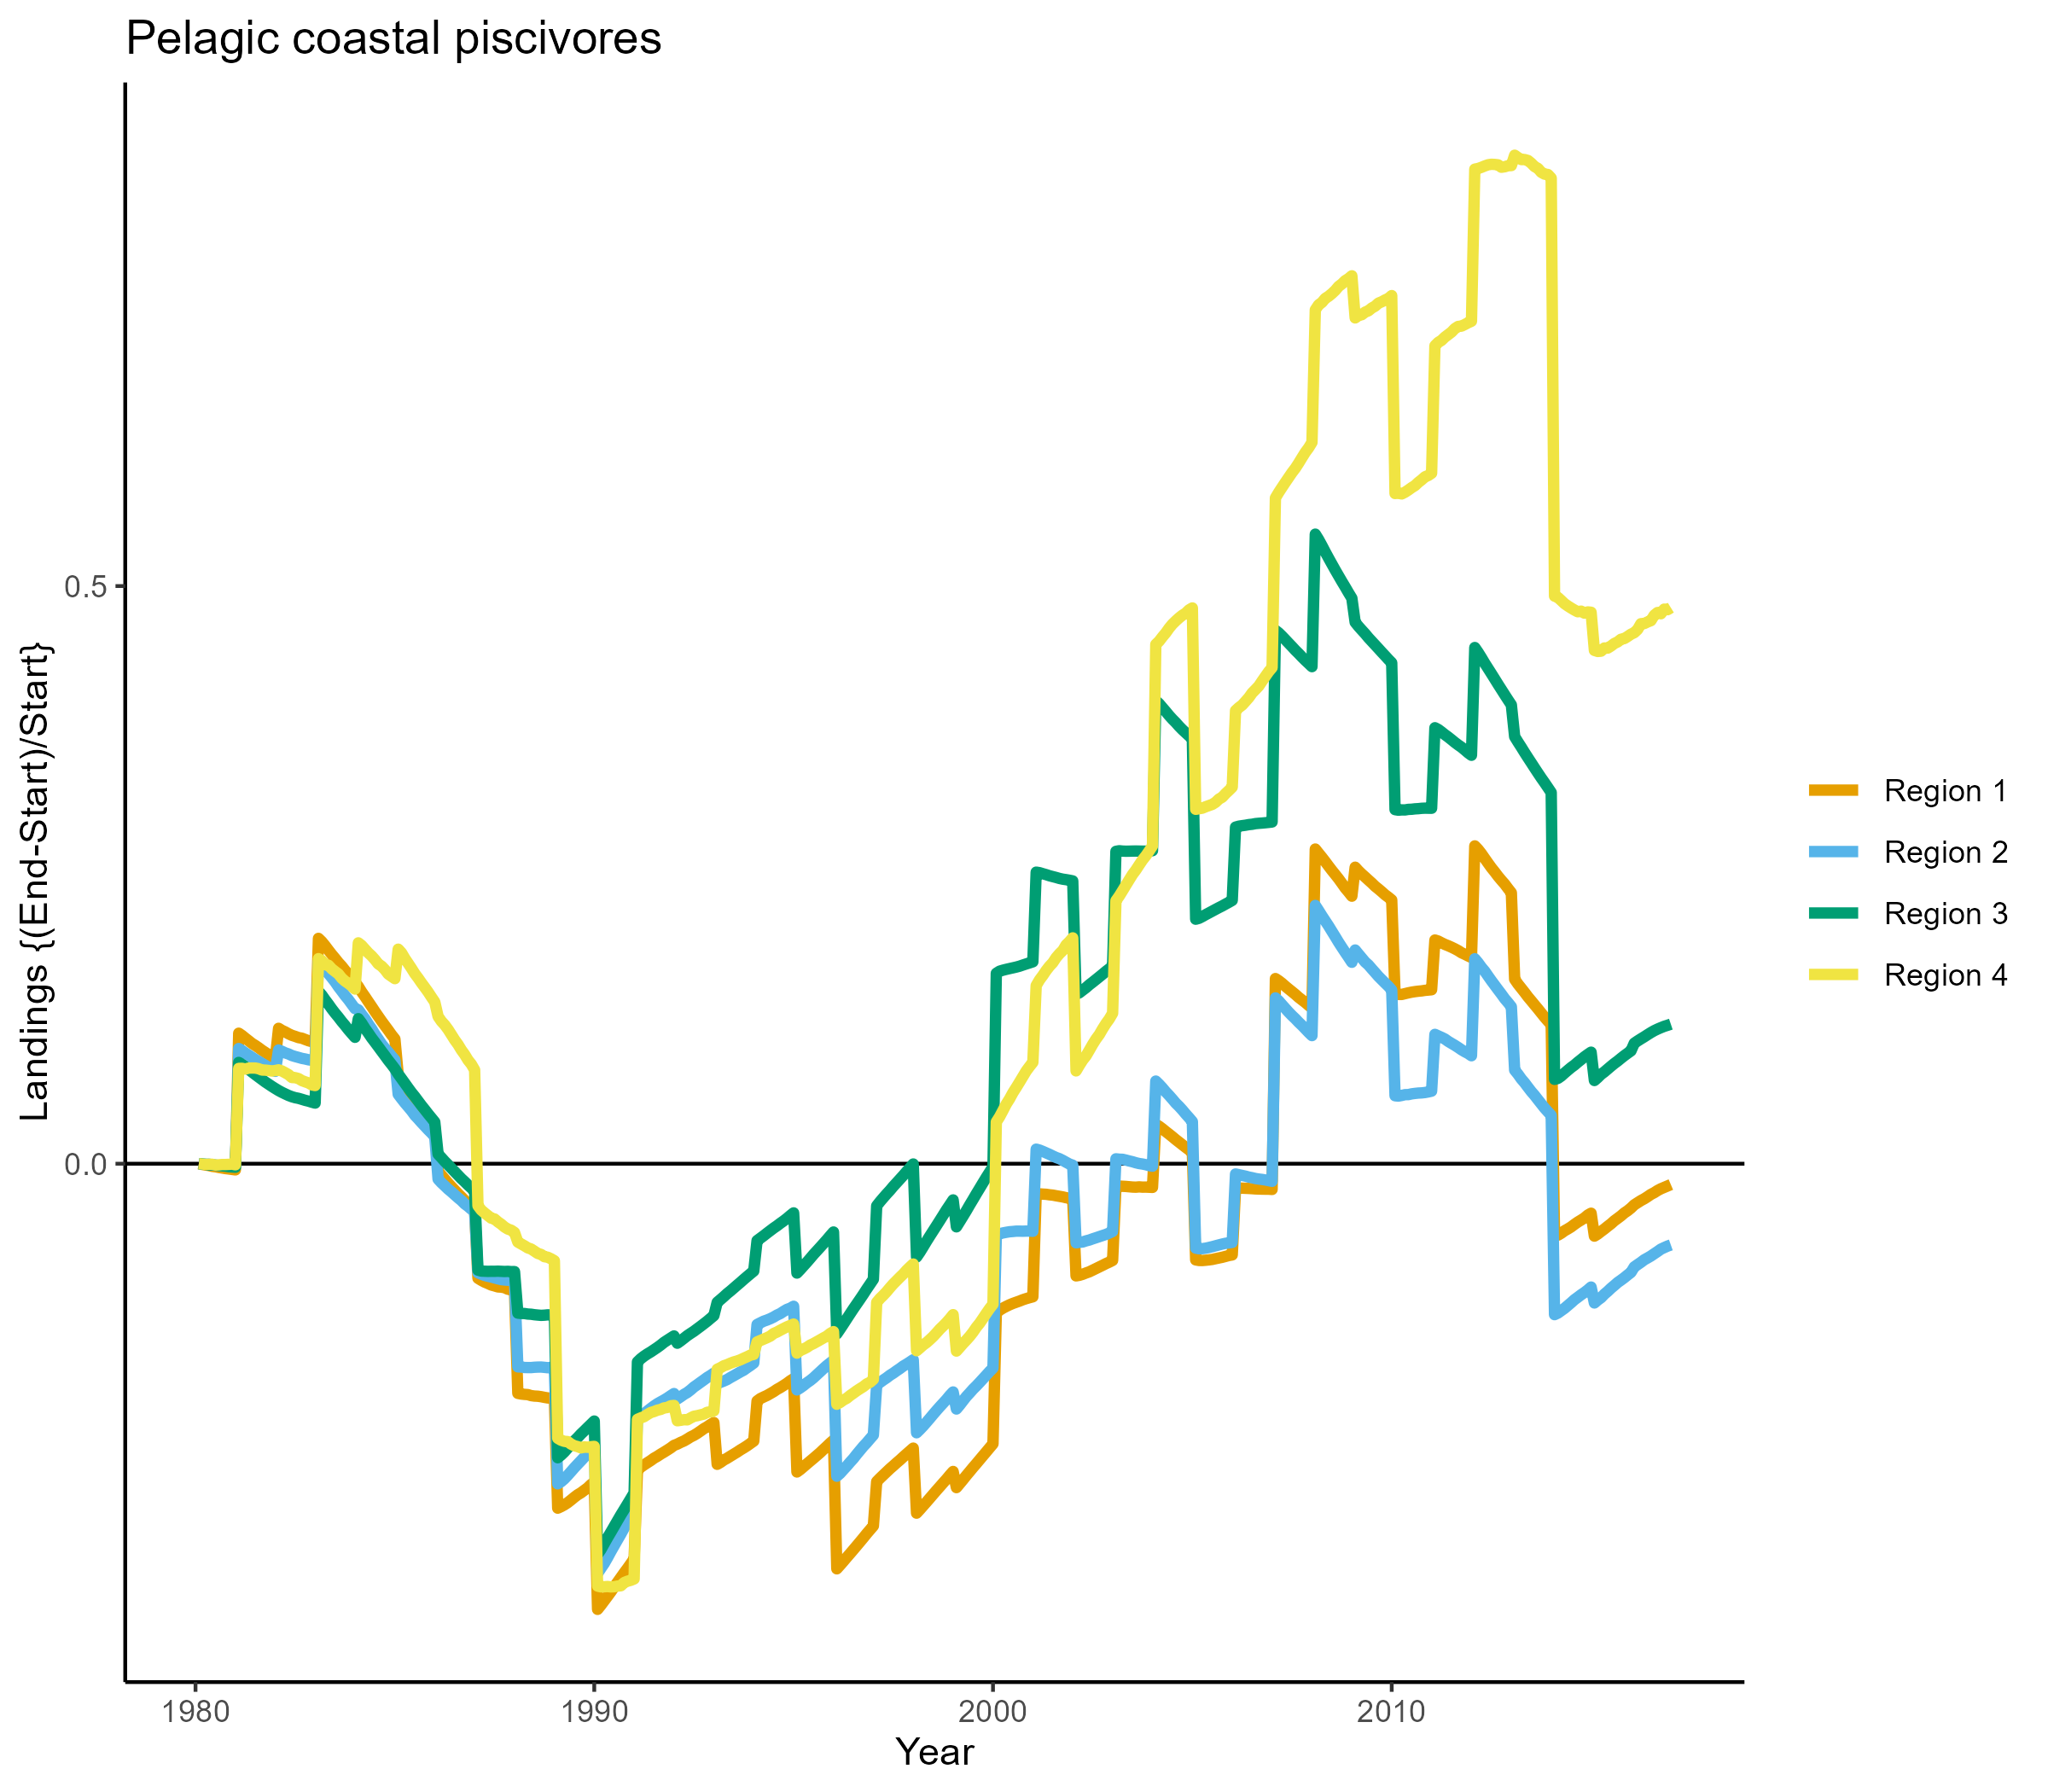 Pelagic coastal piscivores
Landings {(End-Start)/Start}
0.5
0.0
1980
1990
2000
2010
Year
Region 1
Region 2
Region 3
Region 4